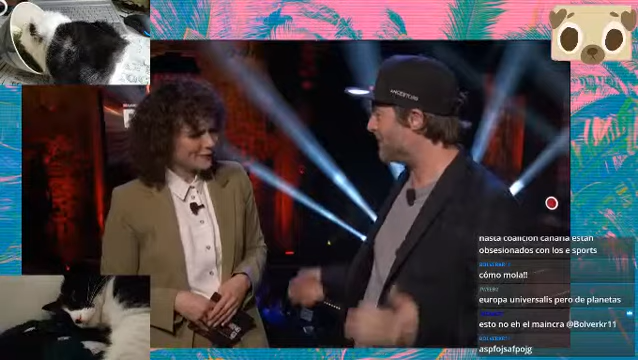 ANCESTORS
hasta coalición canaria están
obsesionados con los e sports
cómo mola!!
europa universalis pero de planetas
esto no eh el maincra @Bolverkr11
aspfojsafpojg